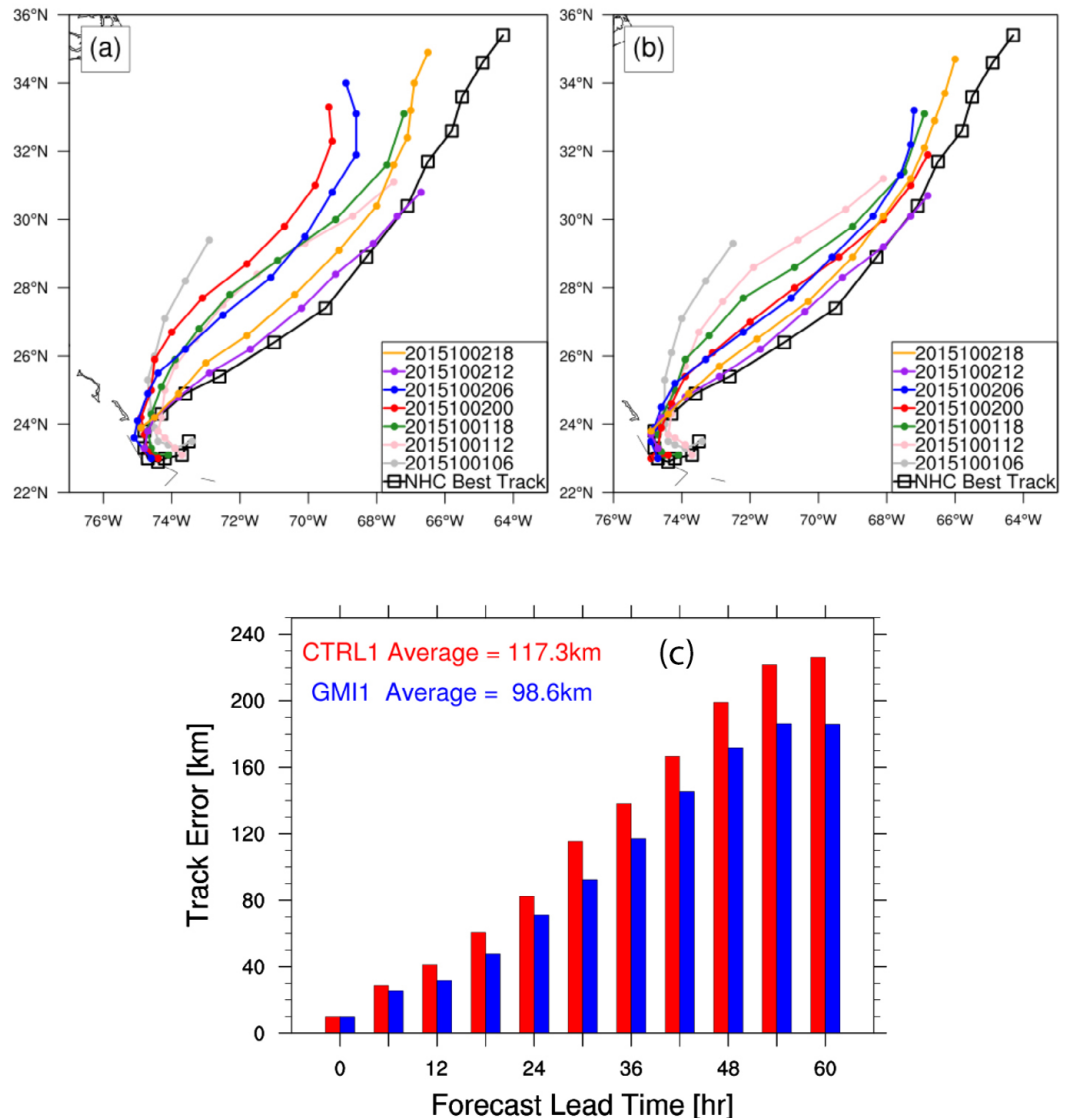 36°N
34°N
32°N
30°N
28°N
26°N
24°N
22°N
(a)
2015100218
2015100212
2015100206
2015100200
2015100118
2015100112
2015100106
NHC Best Track
76°W 74°W 72°W 70°W 68°W 66°W 64°W
36°N
34°N
32°N
30°N
28°N
26°N
24°N
22°N
(b)
2015100218
2015100212
2015100206
2015100200
2015100118
2015100112
2015100106
NHC Best Track
76°W 74°W 72°W 70°W 68°W 66°W 64°W
Track Error [km]
240
200
160
120
80
40
0
CTRL1 Average = 117.3km
GMI1 Average = 98.6km
(c)
0 12 24 36 48 60
Forecast Lead Time [hr]